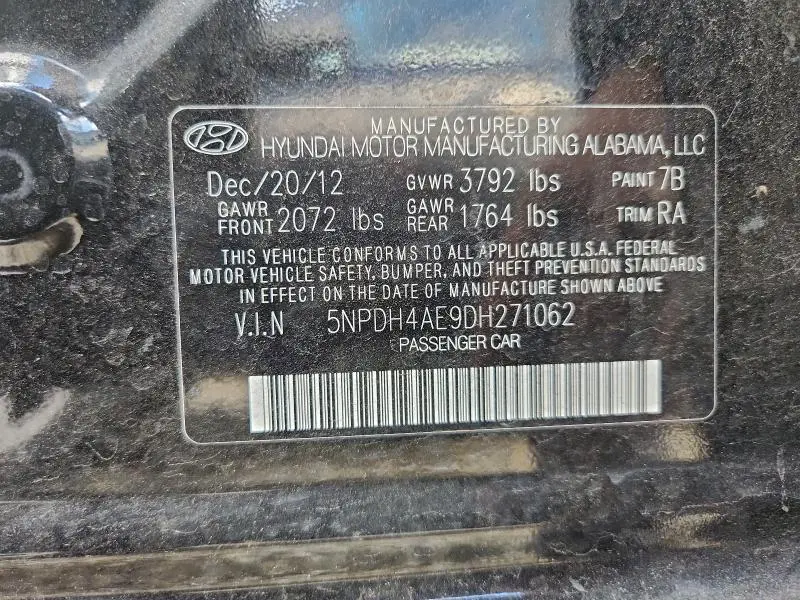 MANUFACTURED BY
HYUNDAI MOTOR MANUFACTURING ALABAMA, LLC
Dec/20/12 GVWR 3792 lbs PAINT 7B
GAWR FRONT 2072 lbs GAWR REAR 1764 lbs TRIM RA
THIS VEHICLE CONFORMS TO ALL APPLICABLE U.S.A. FEDERAL
MOTOR VEHICLE SAFETY, BUMPER, AND THEFT PREVENTION STANDARDS
IN EFFECT ON THE DATE OF MANUFACTURE SHOWN ABOVE
V.I.N 5NPDH4AE9DH271062
PASSENGER CAR